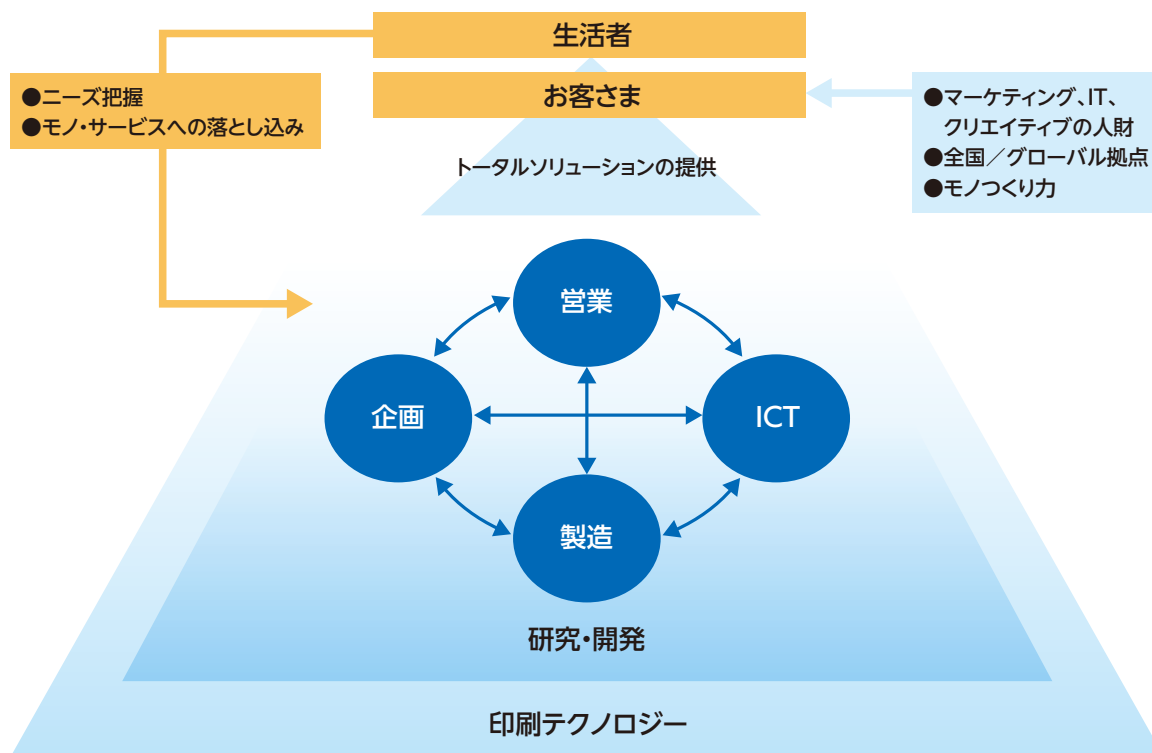 生活者
お客さま
●ニーズ把握
●モノ・サービスへの落とし込み
●マーケティング、IT、
クリエイティブの人財
●全国／グローバル拠点
●モノつくり力
トータルソリューションの提供
営業
企画
ICT
製造
研究・開発
印刷テクノロジー